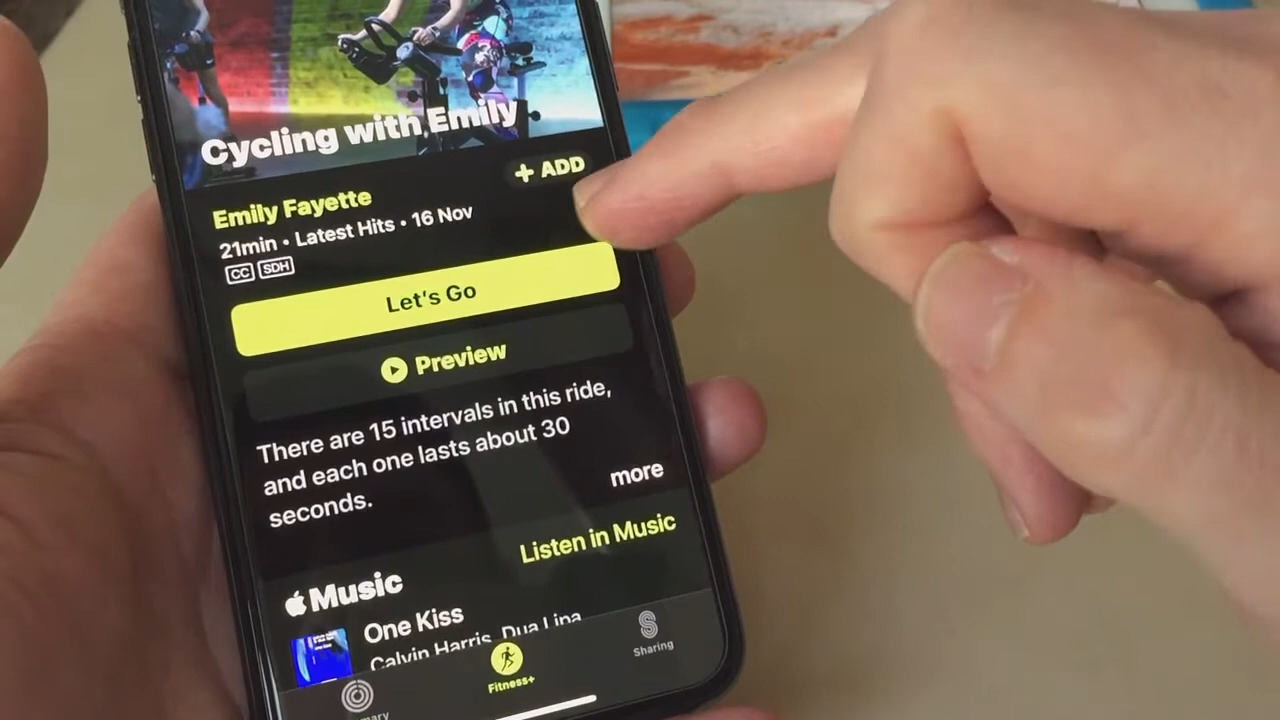 Cycling with Emily
+ ADD
Emily Fayette
21min • Latest Hits • 16 Nov
CC SDH
Let's Go
Preview
There are 15 intervals in this ride,
and each one lasts about 30
seconds.
more
Listen in Music
Music
One Kiss
Calvin Harris, Dua Lipa
Fitness+
Sharing